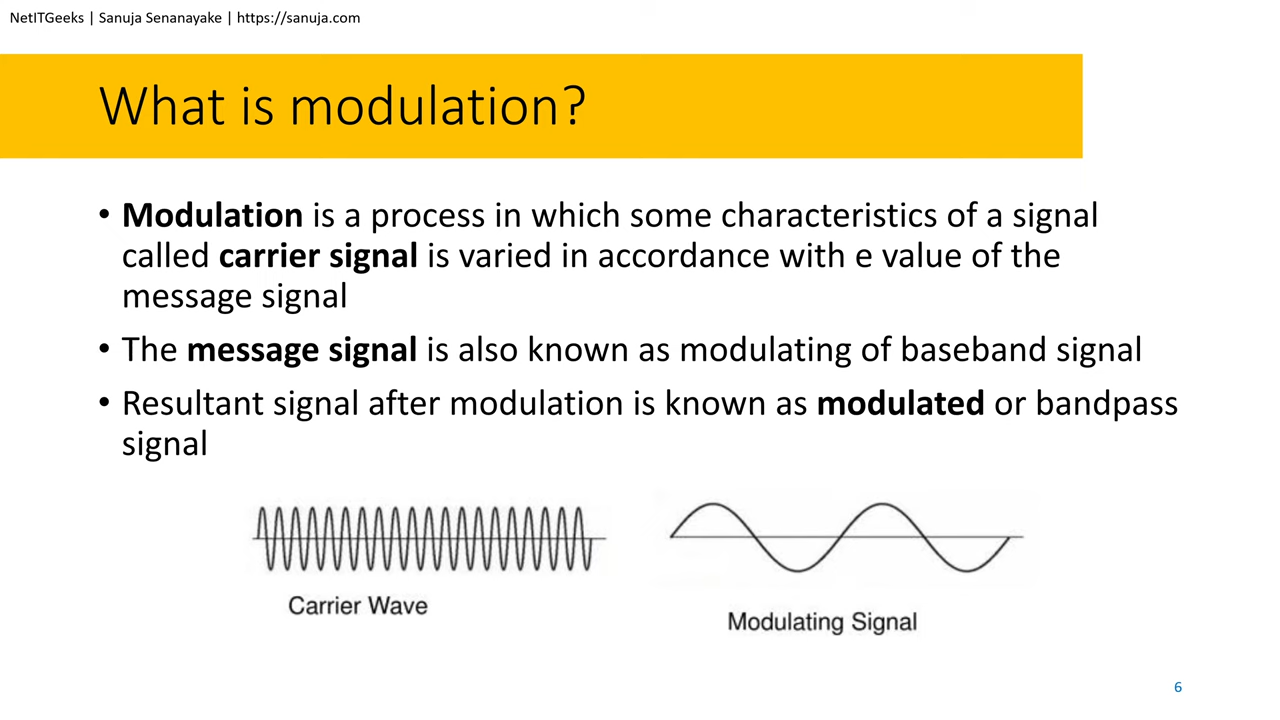 NetITGeeks | Sanuja Senanayake | https://sanuja.com
What is modulation?
• Modulation is a process in which some characteristics of a signal
called carrier signal is varied in accordance with e value of the
message signal
• The message signal is also known as modulating of baseband signal
• Resultant signal after modulation is known as modulated or bandpass
signal
Carrier Wave
Modulating Signal
6